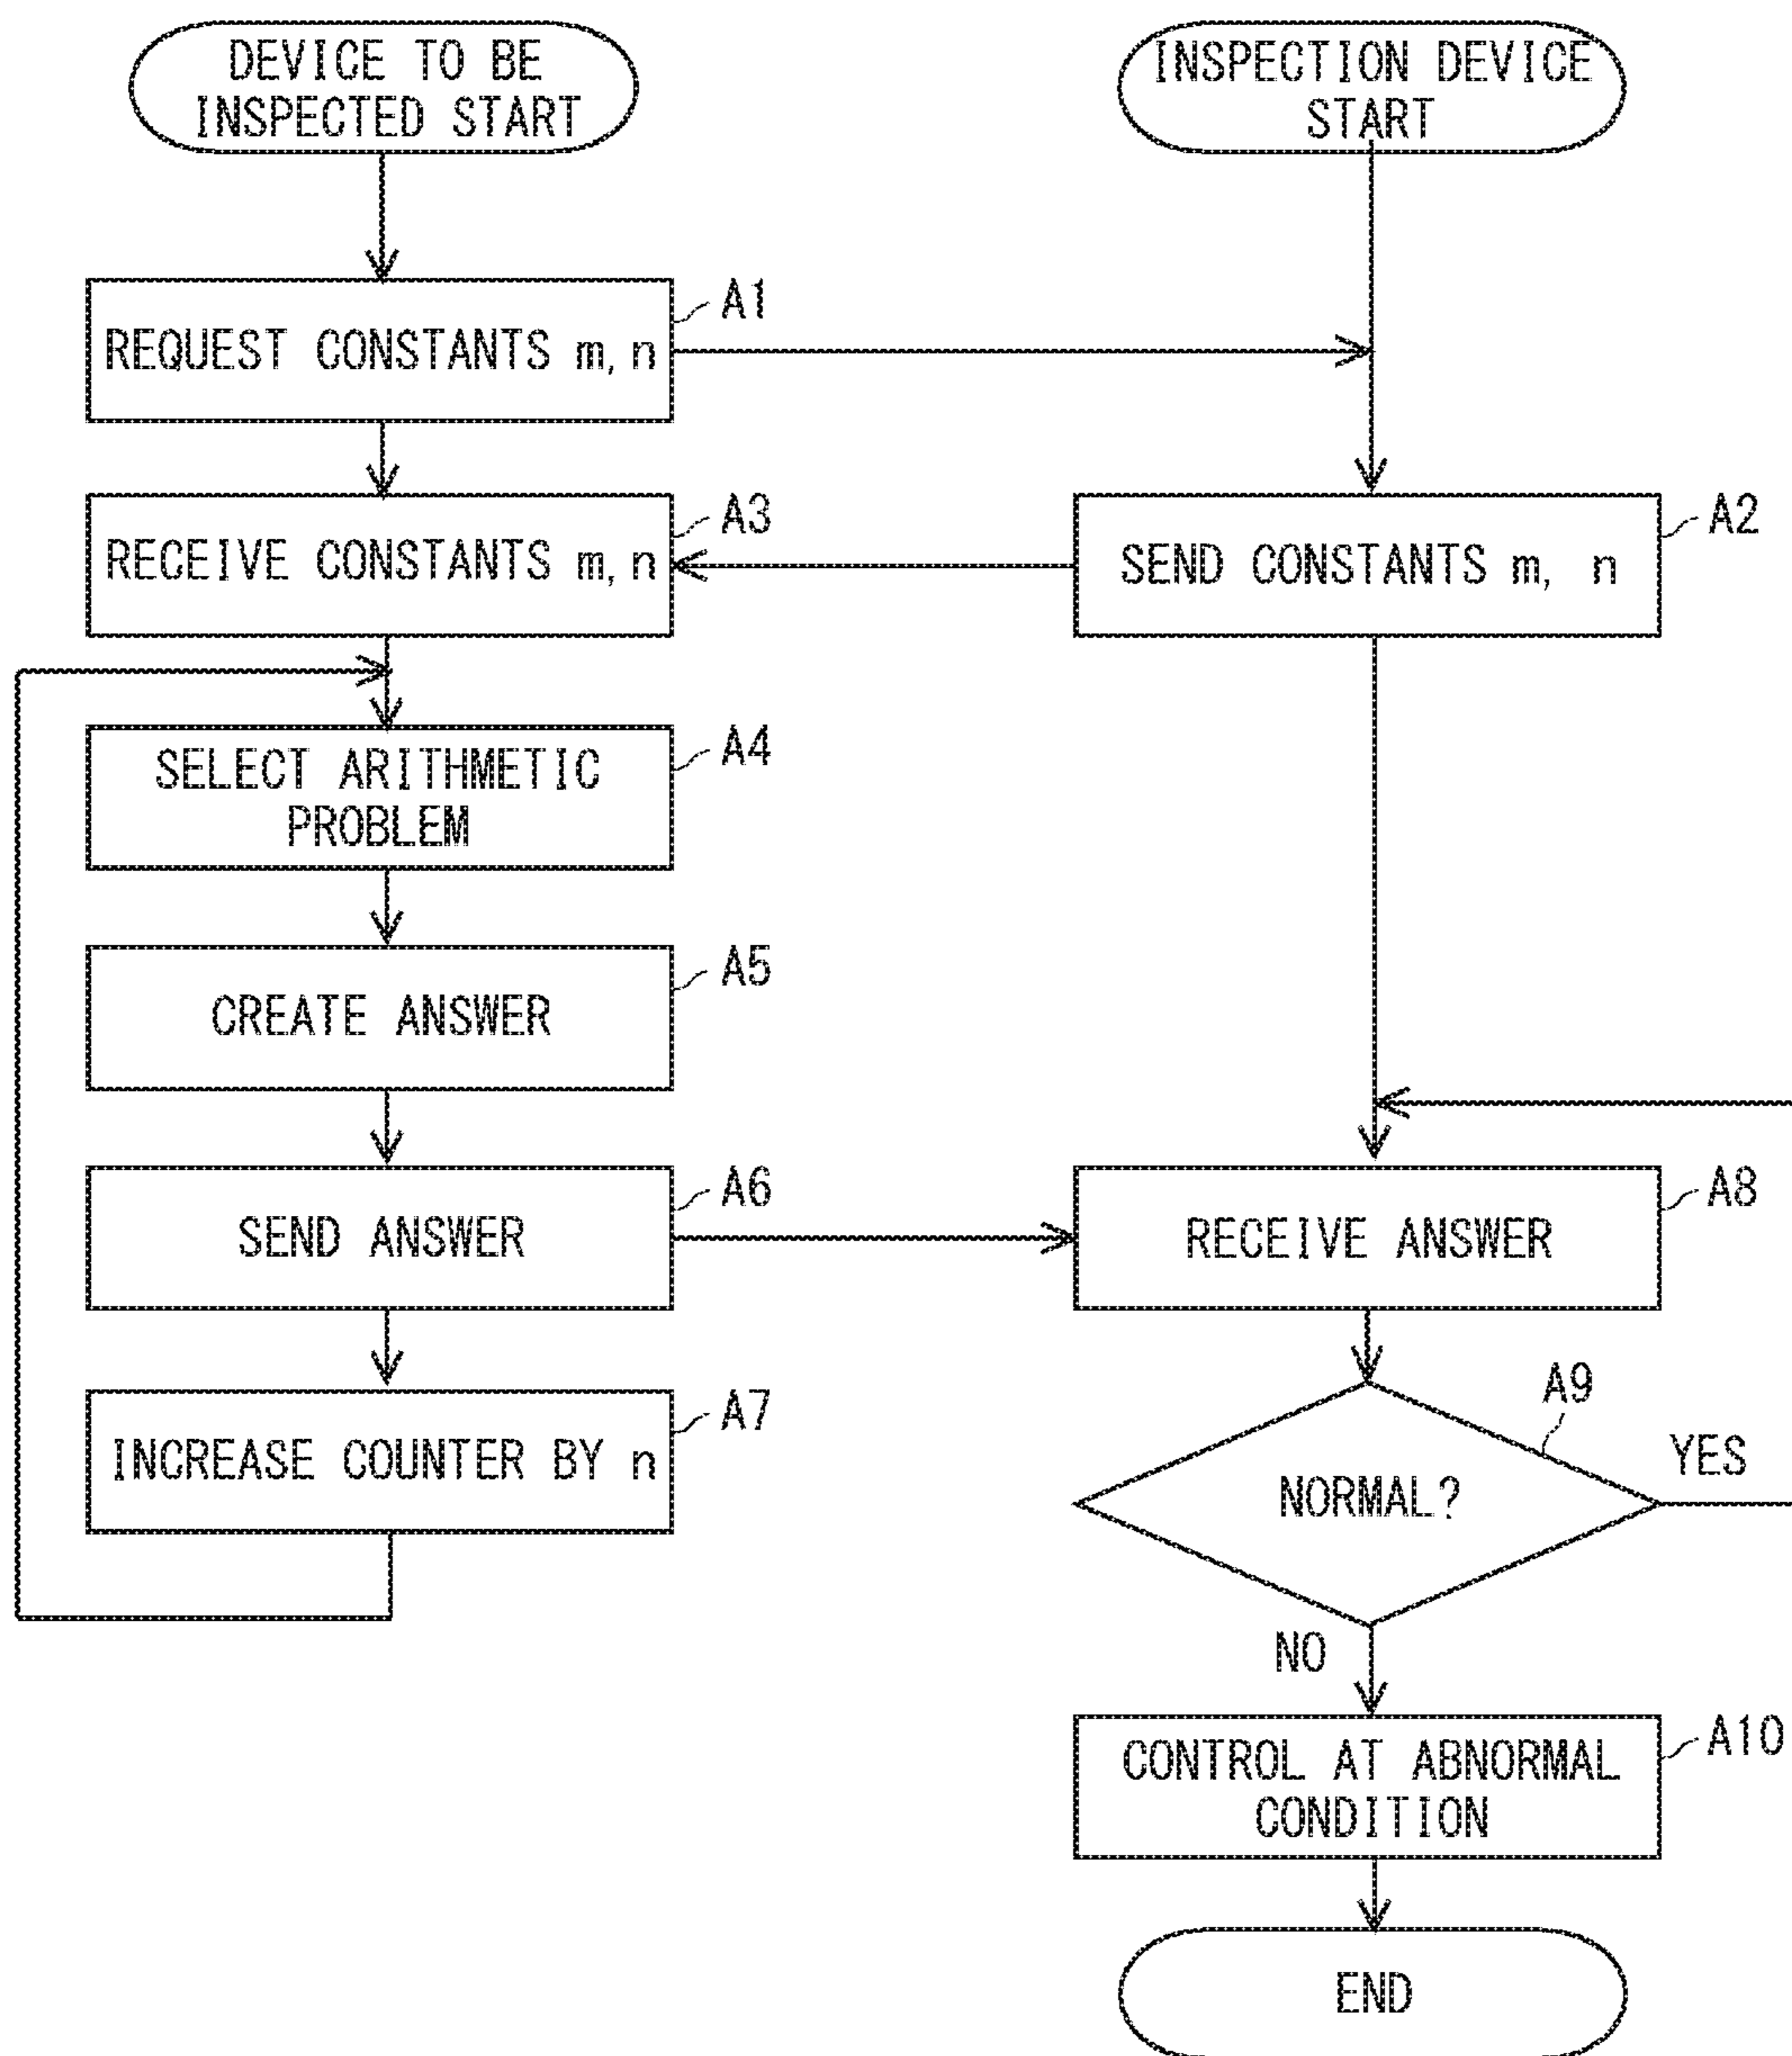 DEVICE TO BE
INSPECTED START
INSPECTION DEVICE
START
A1
REQUEST CONSTANTS m, n
A3
RECEIVE CONSTANTS m, n
A2
SEND CONSTANTS m, n
A4
SELECT ARITHMETIC
PROBLEM
A5
CREATE ANSWER
A6
SEND ANSWER
A8
RECEIVE ANSWER
A7
INCREASE COUNTER BY n
A9
NORMAL?
YES
NO
A10
CONTROL AT ABNORMAL
CONDITION
END